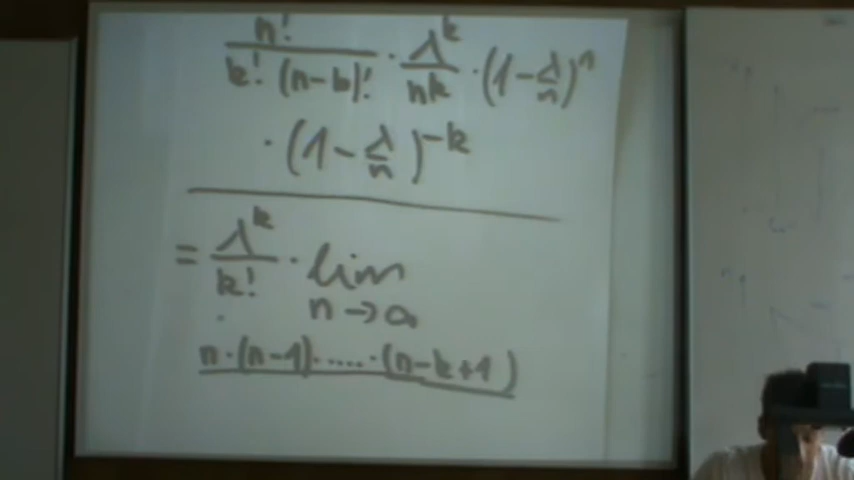 n! / k! (n-k)! · λ^k / n^k · (1 - λ/n)^n
· (1 - λ/n)^-k
= λ^k / k! · lim
n → ∞
n · (n-1) · ..... · (n-k+1)